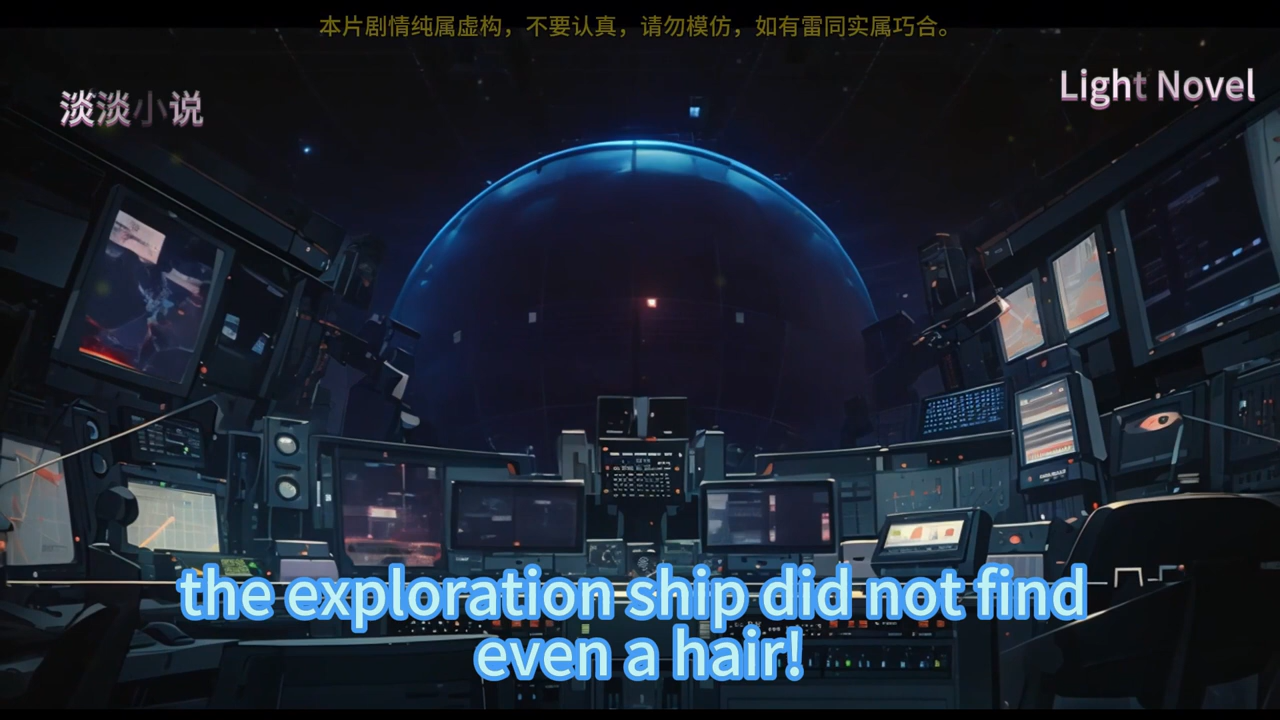 本片剧情纯属虚构，不要认真，请勿模仿，如有雷同实属巧合。
淡淡小说
Light Novel
the exploration ship did not find
even a hair!